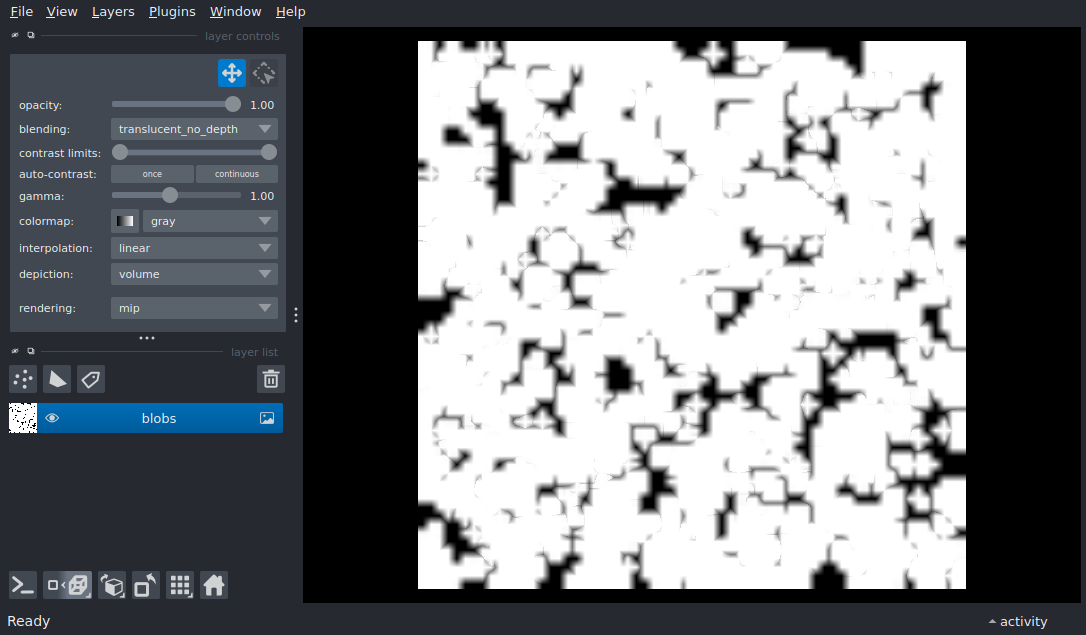 File View Layers Plugins Window Help
layer controls
opacity: 1.00
blending: translucent_no_depth
contrast limits:
auto-contrast: once continuous
gamma: 1.00
colormap: gray
interpolation: linear
depiction: volume
rendering: mip
layer list
blobs
Ready activity